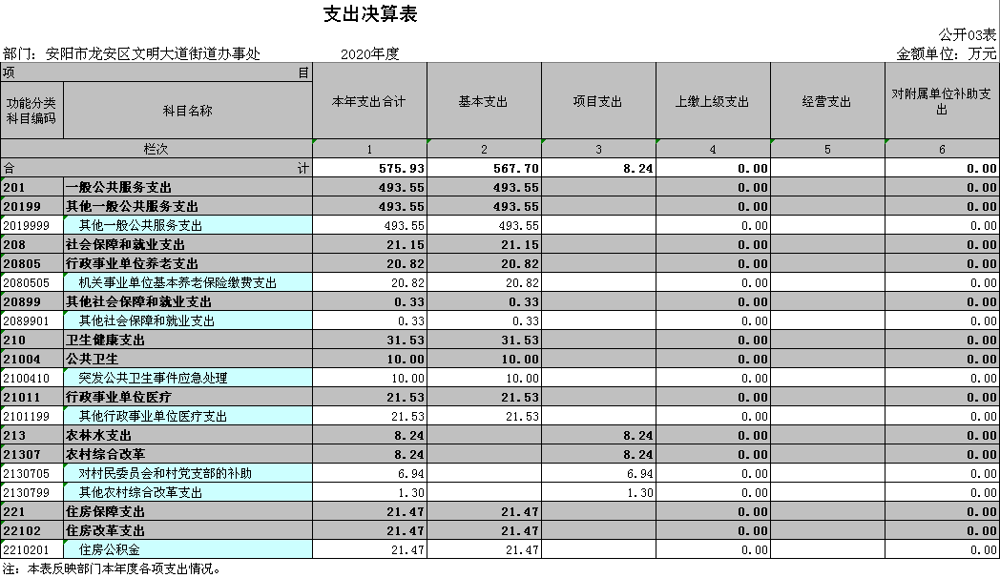 支出决算表
公开03表
部门：安阳市龙安区文明大道街道办事处 2020年度 金额单位：万元
项 目 本年支出合计 基本支出 项目支出 上缴上级支出 经营支出 对附属单位补助支出
功能分类科目编码 科目名称
栏次 1 2 3 4 5 6
合 计 575.93 567.70 8.24 0.00 0.00
201 一般公共服务支出 493.55 493.55 0.00 0.00
20199 其他一般公共服务支出 493.55 493.55 0.00 0.00
2019999 其他一般公共服务支出 493.55 493.55 0.00 0.00
208 社会保障和就业支出 21.15 21.15 0.00 0.00
20805 行政事业单位养老支出 20.82 20.82 0.00 0.00
2080505 机关事业单位基本养老保险缴费支出 20.82 20.82 0.00 0.00
20899 其他社会保障和就业支出 0.33 0.33 0.00 0.00
2089901 其他社会保障和就业支出 0.33 0.33 0.00 0.00
210 卫生健康支出 31.53 31.53 0.00 0.00
21004 公共卫生 10.00 10.00 0.00 0.00
2100410 突发公共卫生事件应急处理 10.00 10.00 0.00 0.00
21011 行政事业单位医疗 21.53 21.53 0.00 0.00
2101199 其他行政事业单位医疗支出 21.53 21.53 0.00 0.00
213 农林水支出 8.24 8.24 0.00 0.00
21307 农村综合改革 8.24 8.24 0.00 0.00
2130705 对村民委员会和村党支部的补助 6.94 6.94 0.00 0.00
2130799 其他农村综合改革支出 1.30 1.30 0.00 0.00
221 住房保障支出 21.47 21.47 0.00 0.00
22102 住房改革支出 21.47 21.47 0.00 0.00
2210201 住房公积金 21.47 21.47 0.00 0.00
注：本表反映部门本年度各项支出情况。